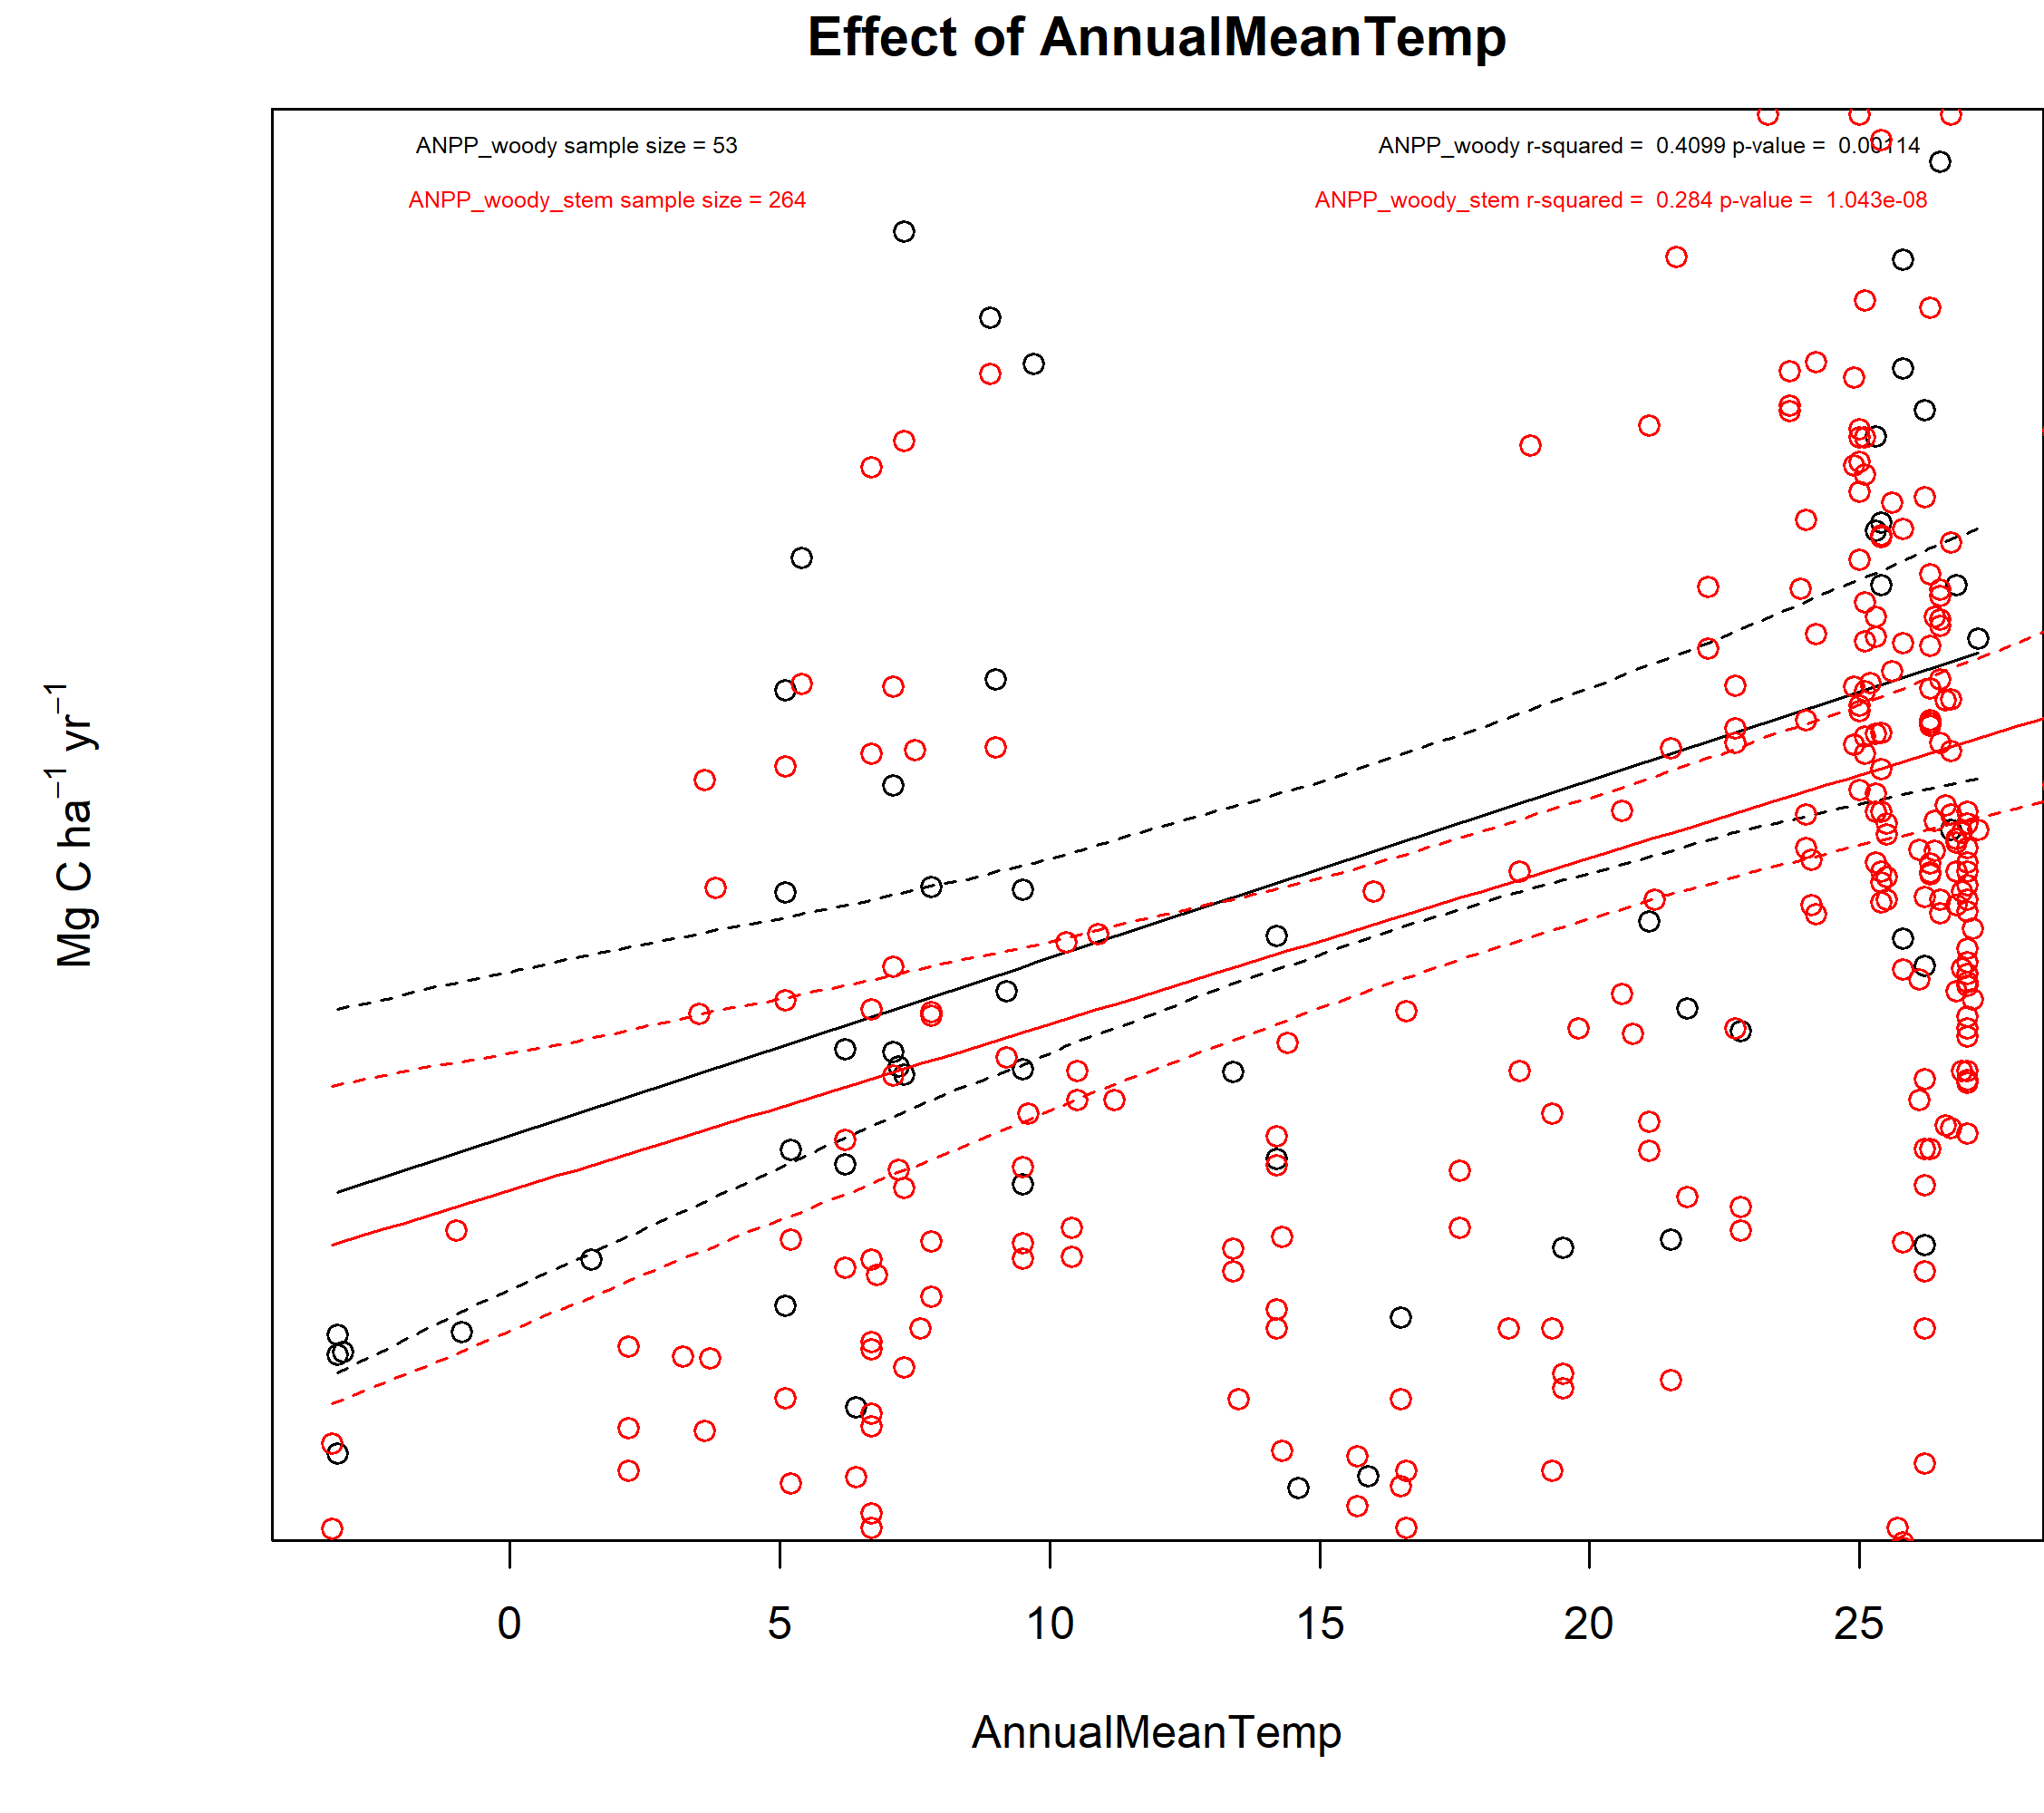 Effect of AnnualMeanTemp
ANPP_woody sample size = 53
ANPP_woody r-squared = 0.4099 p-value = 0.00114
ANPP_woody_stem sample size = 264
ANPP_woody_stem r-squared = 0.284 p-value = 1.043e-08
Mg C ha⁻¹ yr⁻¹
0 5 10 15 20 25
AnnualMeanTemp